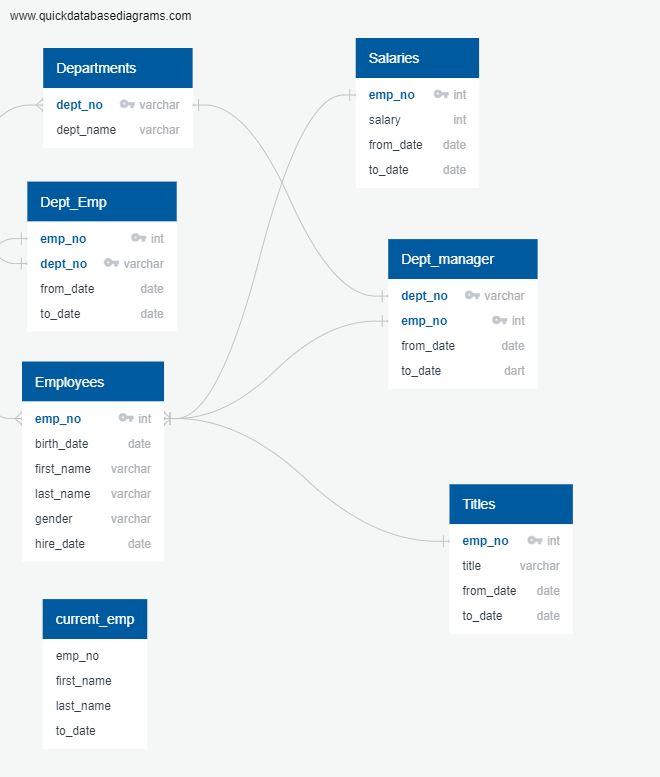 www.quickdatabasediagrams.com
Departments
dept_no varchar
dept_name varchar
Salaries
emp_no int
salary int
from_date date
to_date date
Dept_Emp
emp_no int
dept_no varchar
from_date date
to_date date
Dept_manager
dept_no varchar
emp_no int
from_date date
to_date dart
Employees
emp_no int
birth_date date
first_name varchar
last_name varchar
gender varchar
hire_date date
Titles
emp_no int
title varchar
from_date date
to_date date
current_emp
emp_no
first_name
last_name
to_date